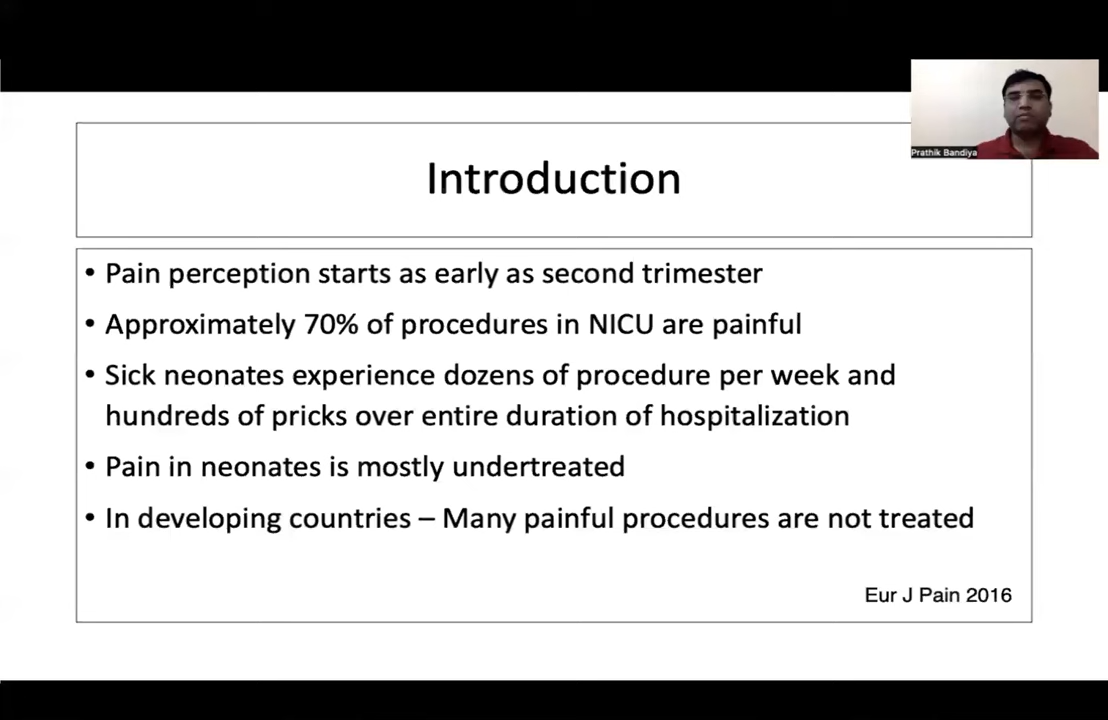 Prathik Bandiya
Introduction
• Pain perception starts as early as second trimester
• Approximately 70% of procedures in NICU are painful
• Sick neonates experience dozens of procedure per week and
hundreds of pricks over entire duration of hospitalization
• Pain in neonates is mostly undertreated
• In developing countries – Many painful procedures are not treated
Eur J Pain 2016